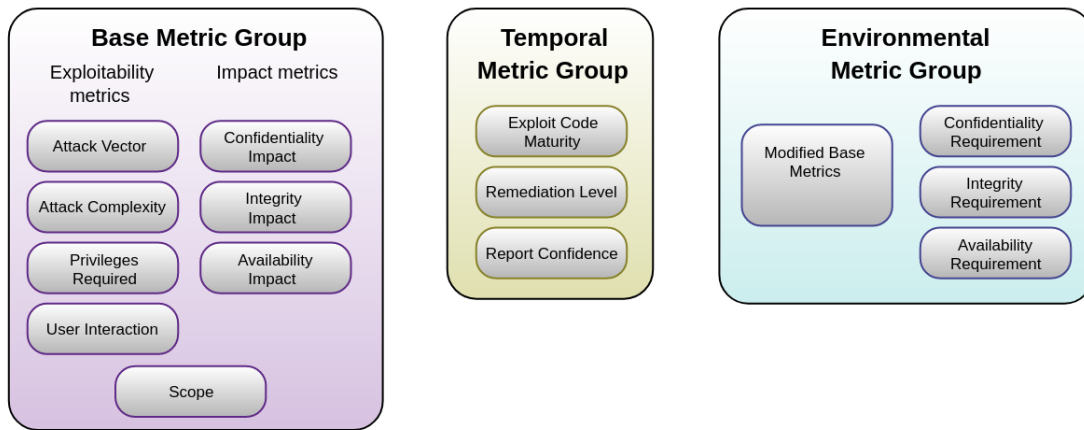 Base Metric Group
Exploitability
metrics
Impact metrics
Attack Vector
Attack Complexity
Privileges
Required
User Interaction
Confidentiality
Impact
Integrity
Impact
Availability
Impact
Scope
Temporal
Metric Group
Exploit Code
Maturity
Remediation Level
Report Confidence
Environmental
Metric Group
Modified Base
Metrics
Confidentiality
Requirement
Integrity
Requirement
Availability
Requirement